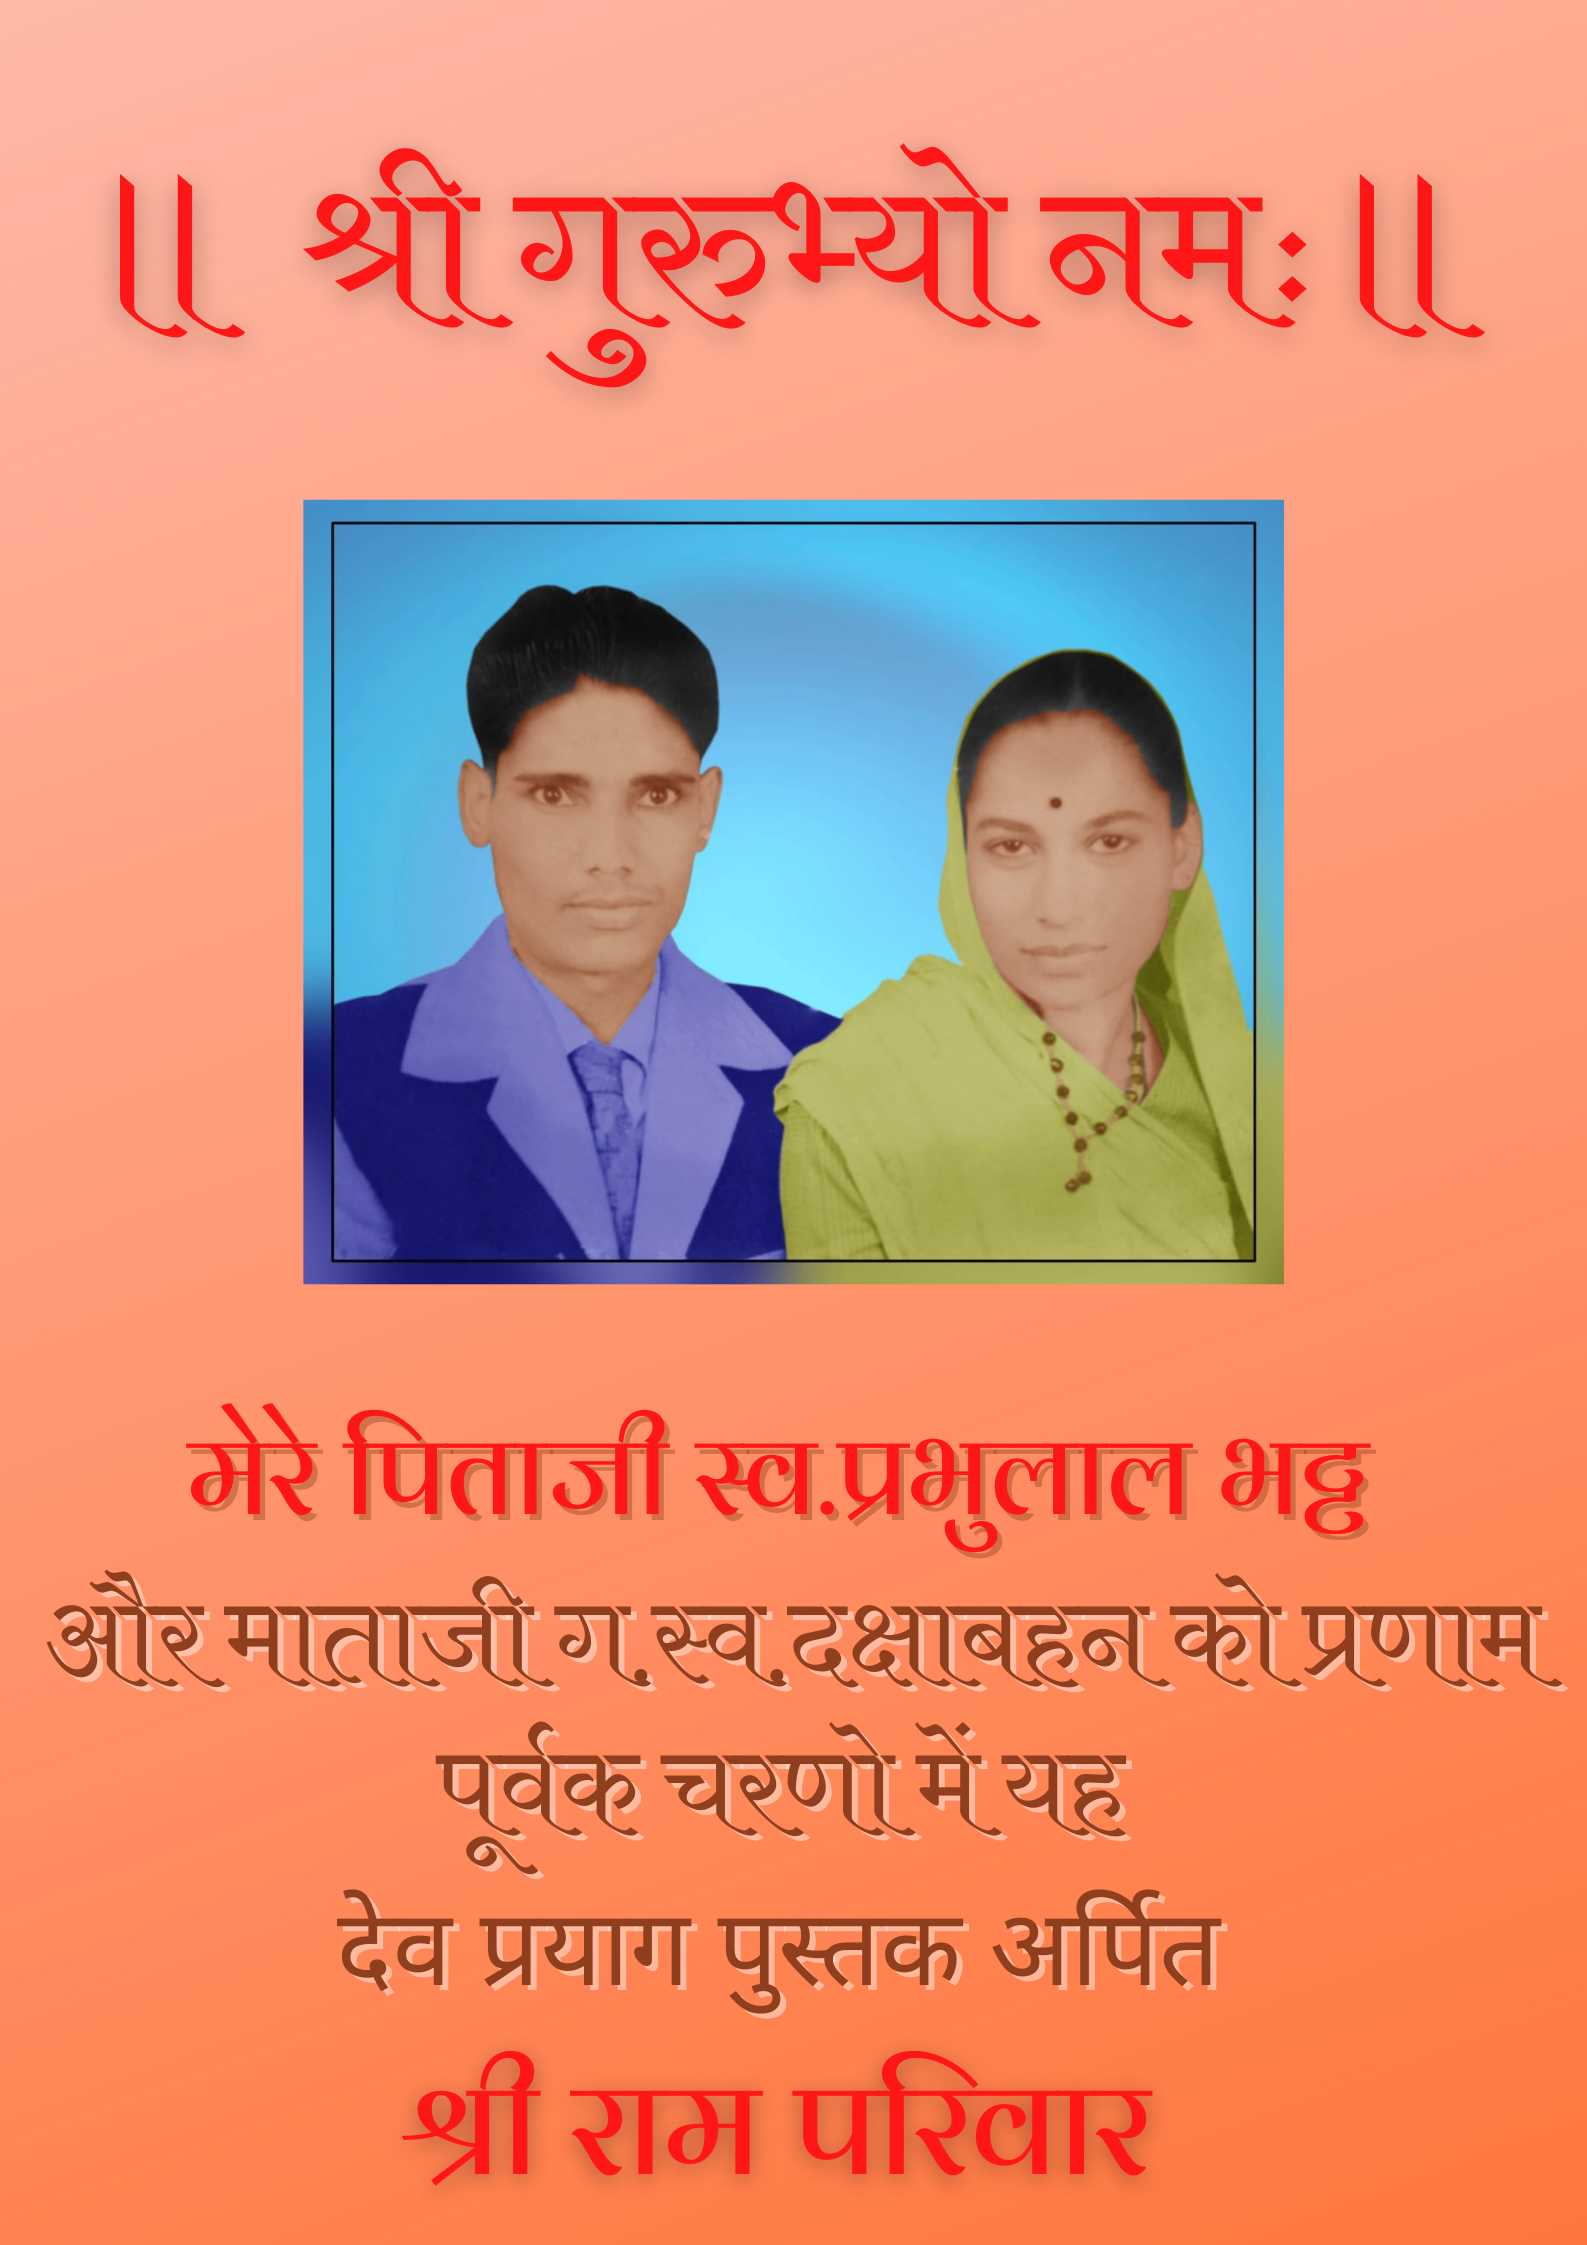 ॥ श्री गुरुभ्यो नमः॥
मेरे पिताजी स्व.प्रभुलाल भट्ट
और माताजी ग.स्व.दक्षाबहन को प्रणाम
पूर्वक चरणो में यह
देव प्रयाग पुस्तक अर्पित
श्री राम परिवार